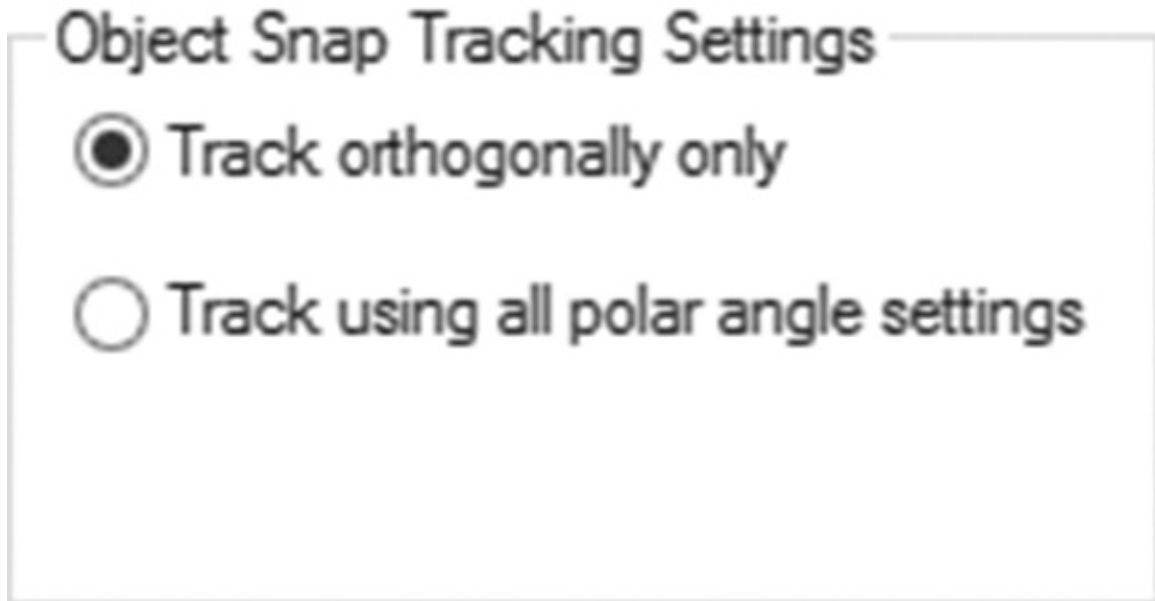 Object Snap Tracking Settings
Track orthogonally only
Track using all polar angle settings